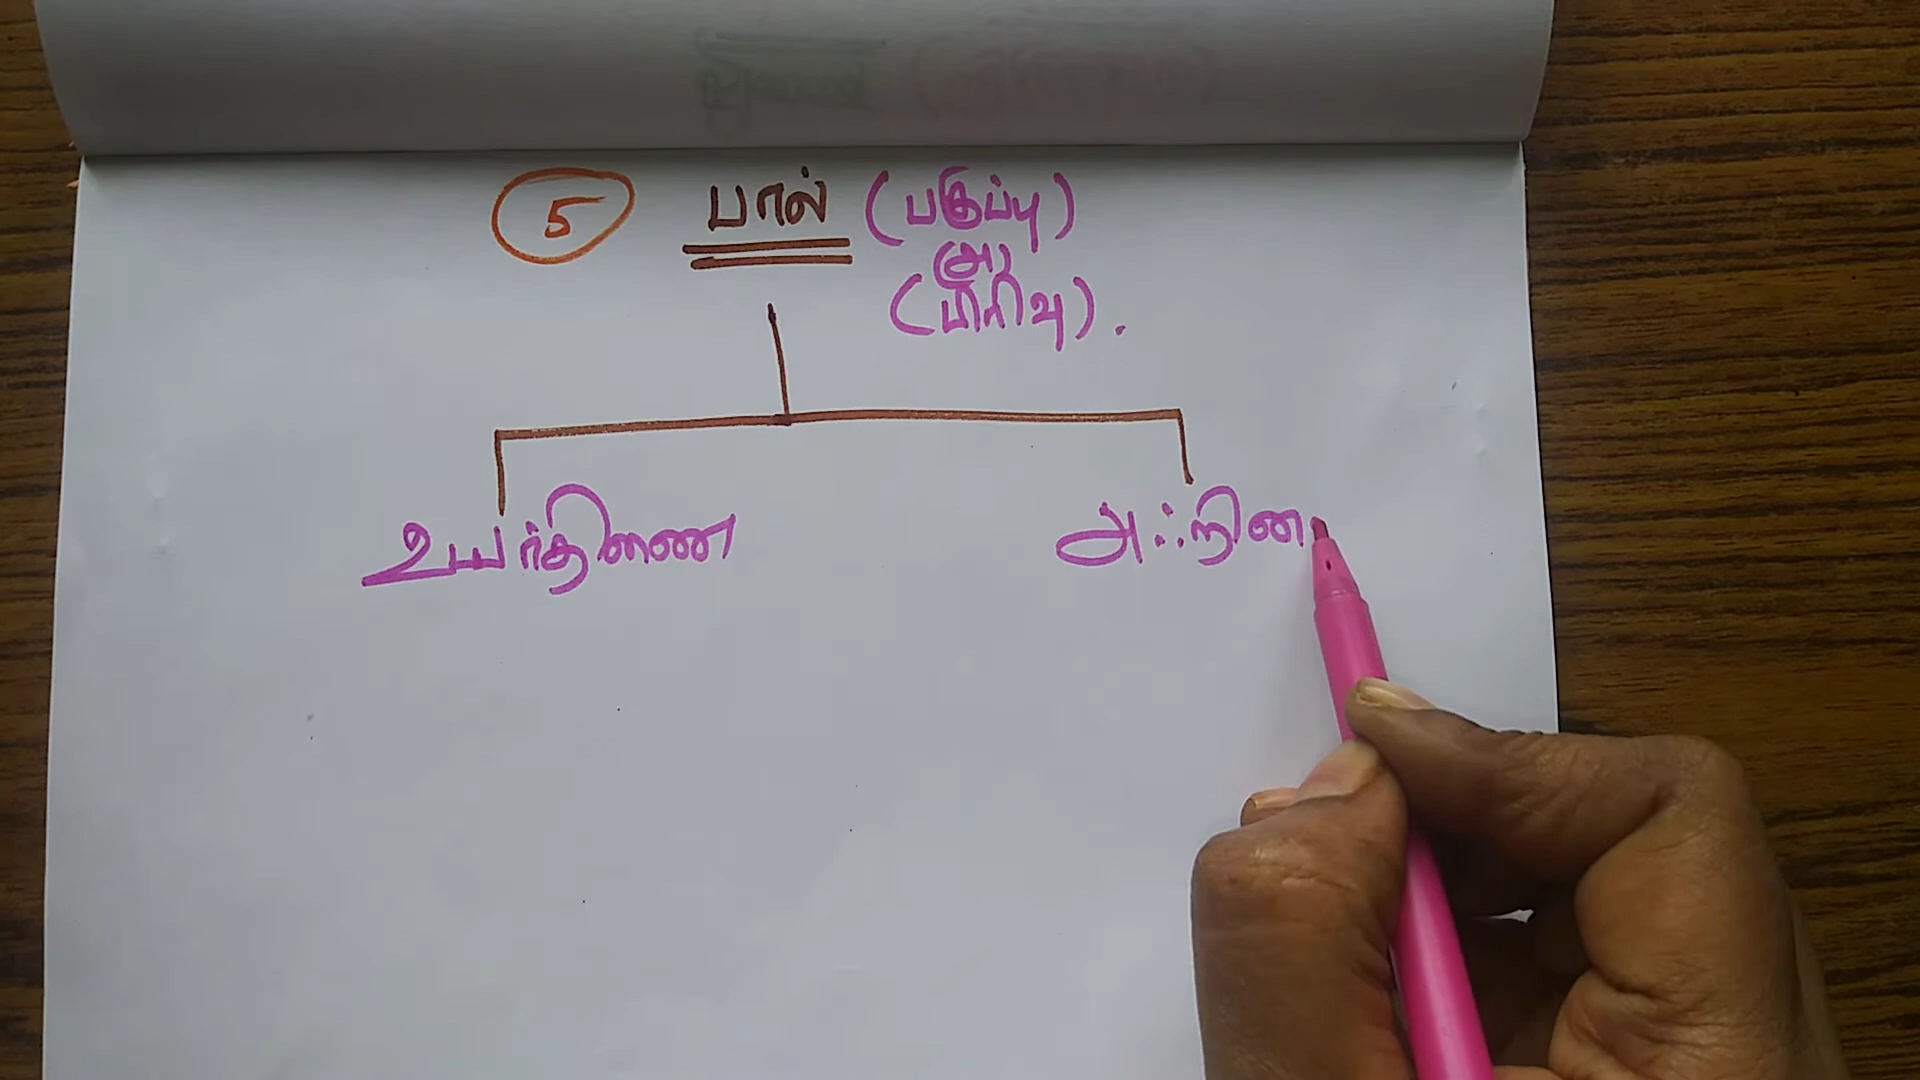 5 பால் (பகுப்பு)
(அ)
(பிரிவு).
உயர்திணை அஃறிண